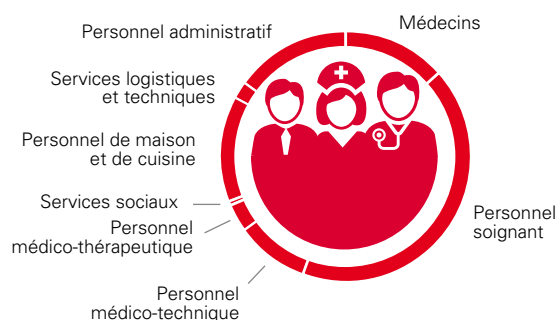 Médecins
Personnel administratif
Services logistiques
et techniques
Personnel de maison
et de cuisine
Services sociaux
Personnel
médico-thérapeutique
Personnel
médico-technique
Personnel
soignant